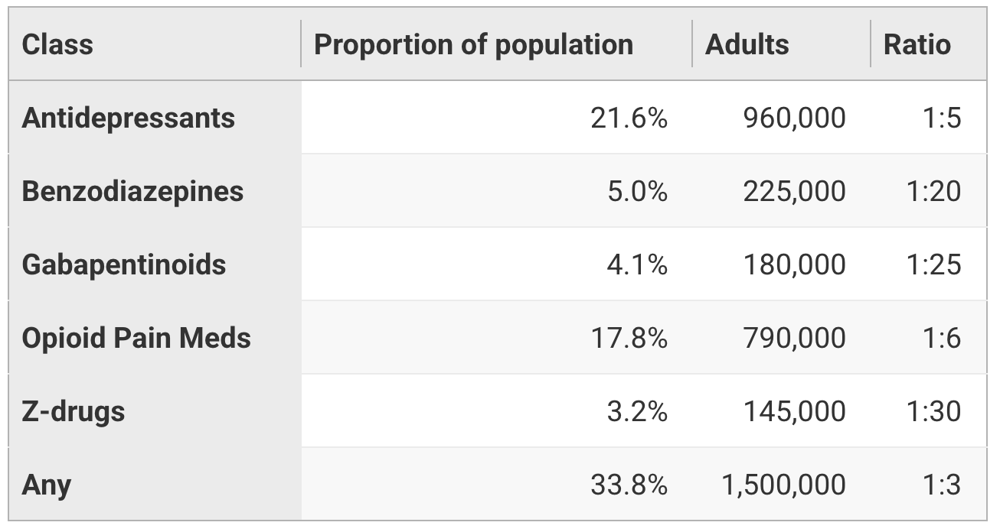 Class Proportion of population Adults Ratio
Antidepressants 21.6% 960,000 1:5
Benzodiazepines 5.0% 225,000 1:20
Gabapentinoids 4.1% 180,000 1:25
Opioid Pain Meds 17.8% 790,000 1:6
Z-drugs 3.2% 145,000 1:30
Any 33.8% 1,500,000 1:3